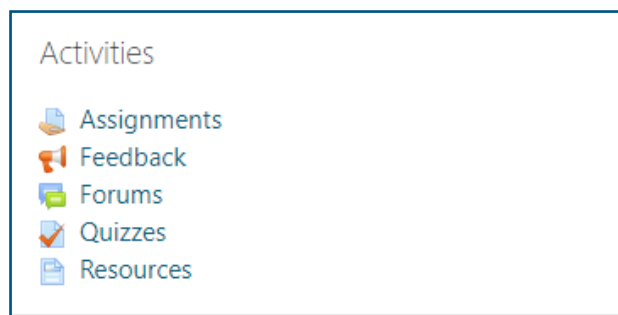 Activities
Assignments
Feedback
Forums
Quizzes
Resources